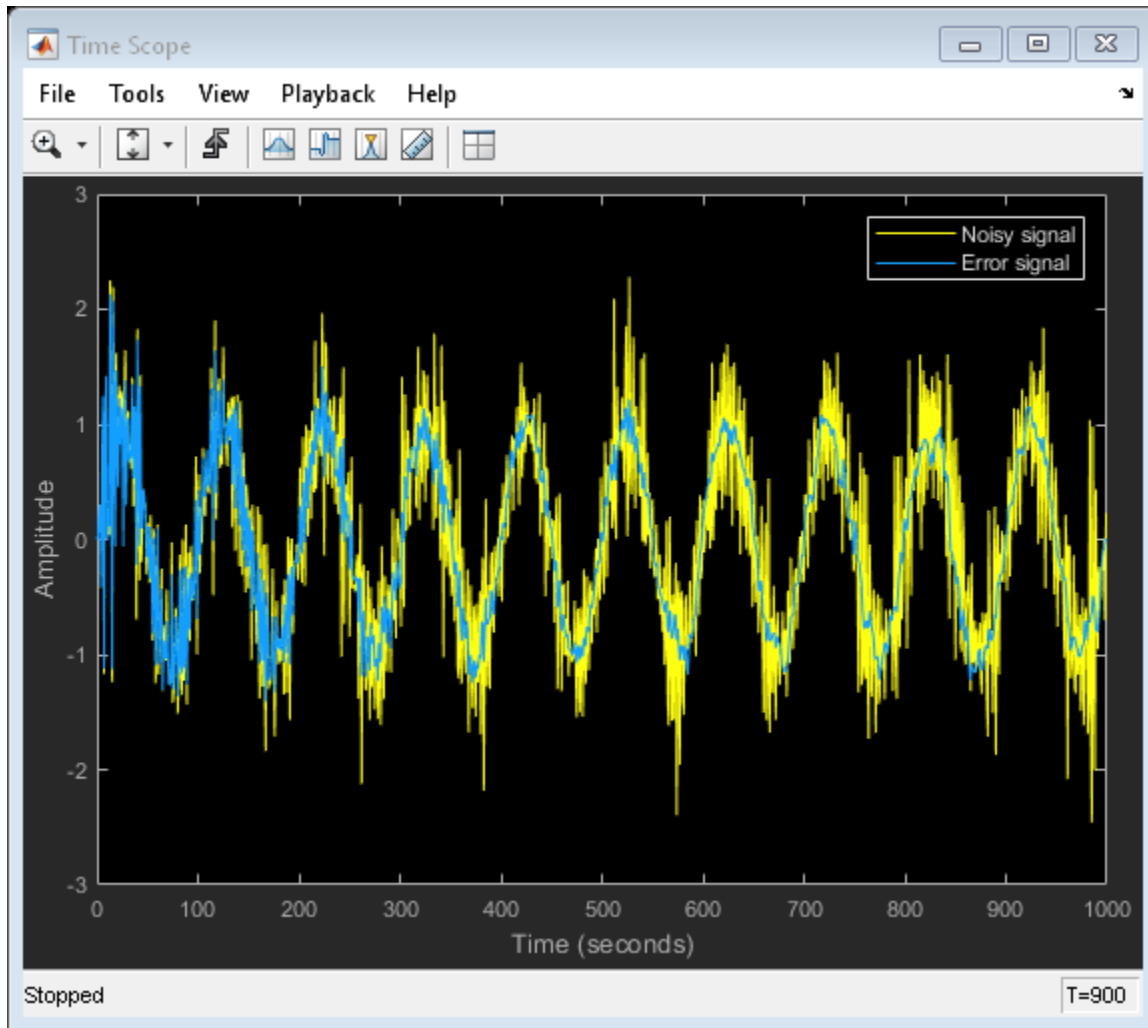 Time Scope
File Tools View Playback Help
3
2
1
0
-1
-2
-3
Amplitude
Noisy signal
Error signal
0 100 200 300 400 500 600 700 800 900 1000
Time (seconds)
Stopped T=900